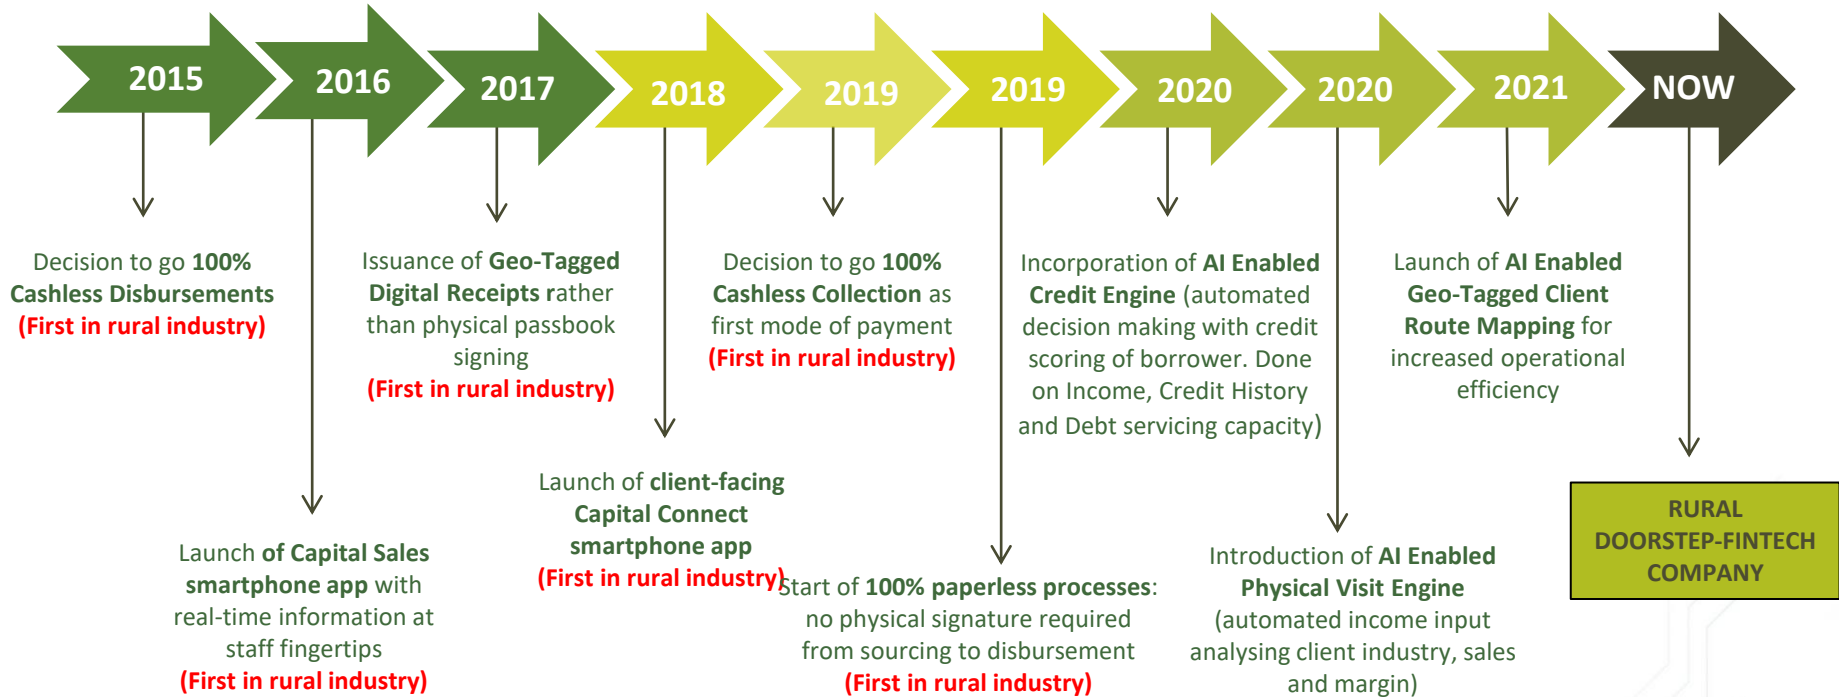 2015
2016
2017
2018
2019
2019
2020
2020
2021
NOW
Decision to go 100%
Cashless Disbursements
(First in rural industry)
Launch of Capital Sales
smartphone app with
real-time information at
staff fingertips
(First in rural industry)
Issuance of Geo-Tagged
Digital Receipts rather
than physical passbook
signing
(First in rural industry)
Launch of client-facing
Capital Connect
smartphone app
(First in rural industry)
Decision to go 100%
Cashless Collection as
first mode of payment
(First in rural industry)
Start of 100% paperless processes:
no physical signature required
from sourcing to disbursement
(First in rural industry)
Incorporation of AI Enabled
Credit Engine (automated
decision making with credit
scoring of borrower. Done
on Income, Credit History
and Debt servicing capacity)
Introduction of AI Enabled
Physical Visit Engine
(automated income input
analysing client industry, sales
and margin)
Launch of AI Enabled
Geo-Tagged Client
Route Mapping for
increased operational
efficiency
RURAL
DOORSTEP-FINTECH
COMPANY